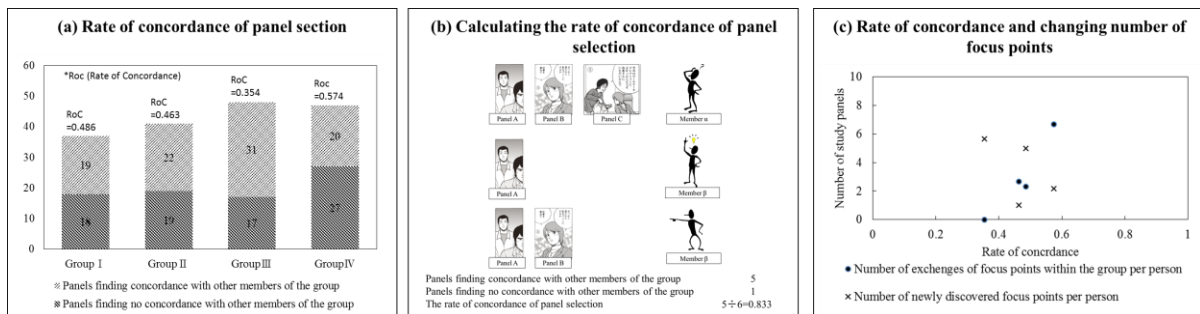 (a) Rate of concordance of panel section
*Roc (Rate of Concordance)
60
50
40
30
20
10
0
RoC
=0.486
RoC
=0.463
RoC
=0.354
Roc
=0.574
19
22
31
20
18
19
17
27
Group I
Group II
Group III
Group IV
Panels finding concordance with other members of the group
Panels finding no concordance with other members of the group
(b) Calculating the rate of concordance of panel
selection
Panel A
Panel B
Panel C
Member α
Panel A
Member β
Panel A
Panel B
Member β
Panels finding concordance with other members of the group 5
Panels finding no concordance with other members of the group 1
The rate of concordance of panel selection 5÷6=0.833
(c) Rate of concordance and changing number of
focus points
Number of study panels
10
8
6
4
2
0
0 0.2 0.4 0.6 0.8 1
Rate of concrdance
Number of exchenges of focus points within the group per person
Number of newly discovered focus points per person